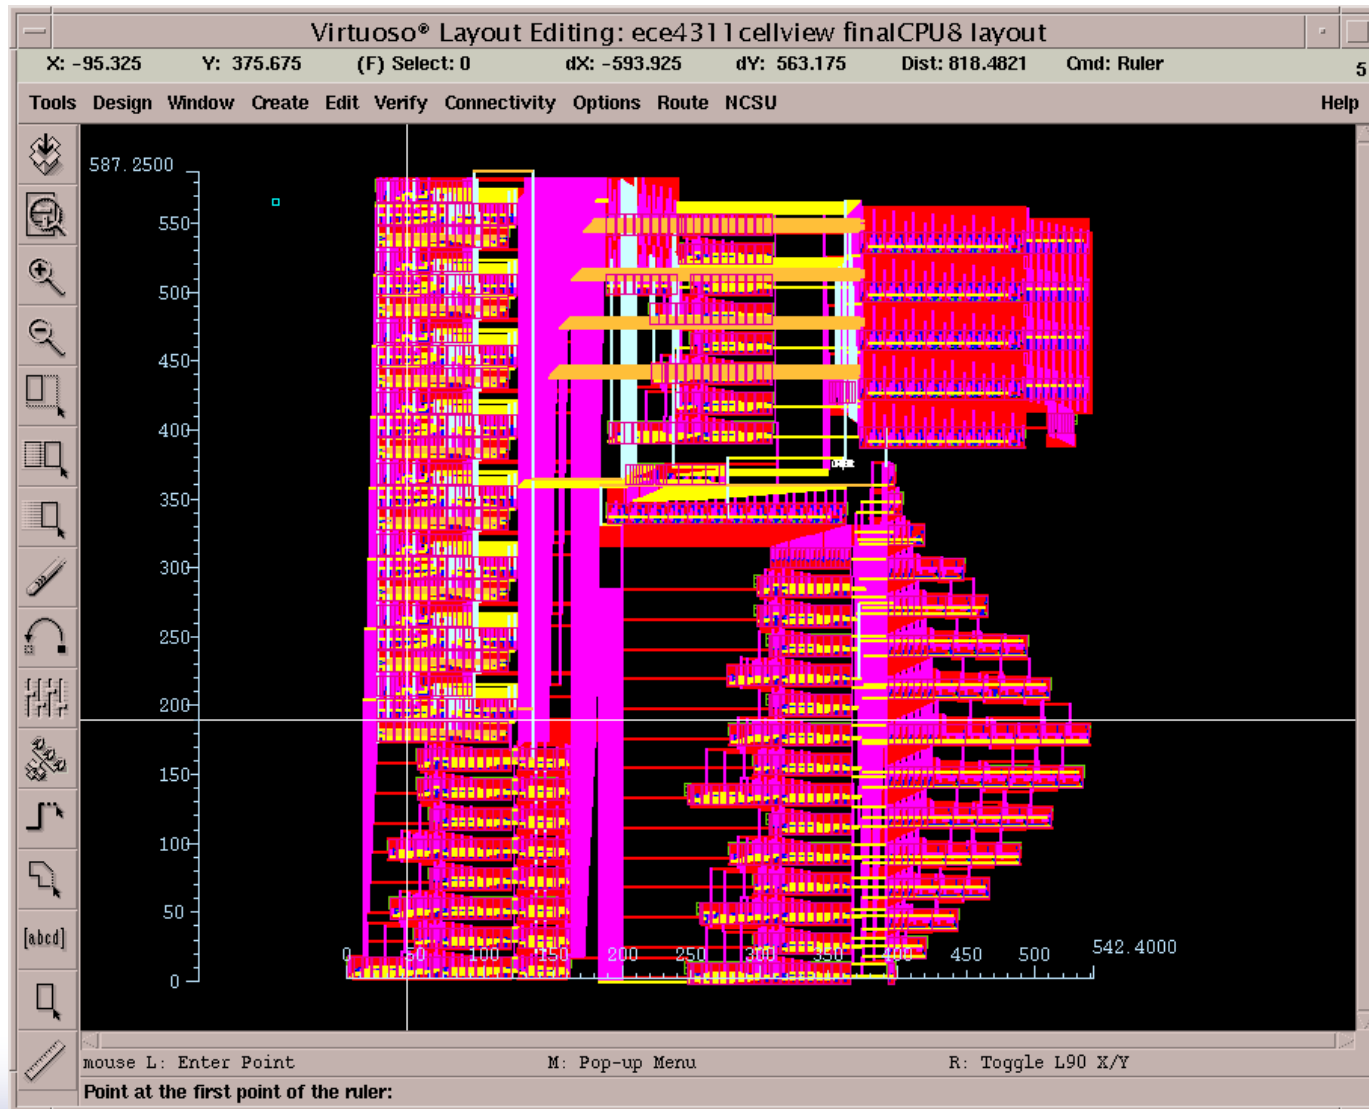 Virtuoso® Layout Editing: ece4311cellview finalCPU8 layout
X: -95.325 Y: 375.675 (F) Select: 0 dX: -593.925 dY: 563.175 Dist: 818.4821 Cmd: Ruler 5
Tools Design Window Create Edit Verify Connectivity Options Route NCSU Help
587.2500
550
500
450
400
350
300
250
200
150
100
50
[abcd]
0 50 100 150 200 250 300 350 400 450 500 542.4000
0
mouse L: Enter Point M: Pop-up Menu R: Toggle L90 X/Y
Point at the first point of the ruler: